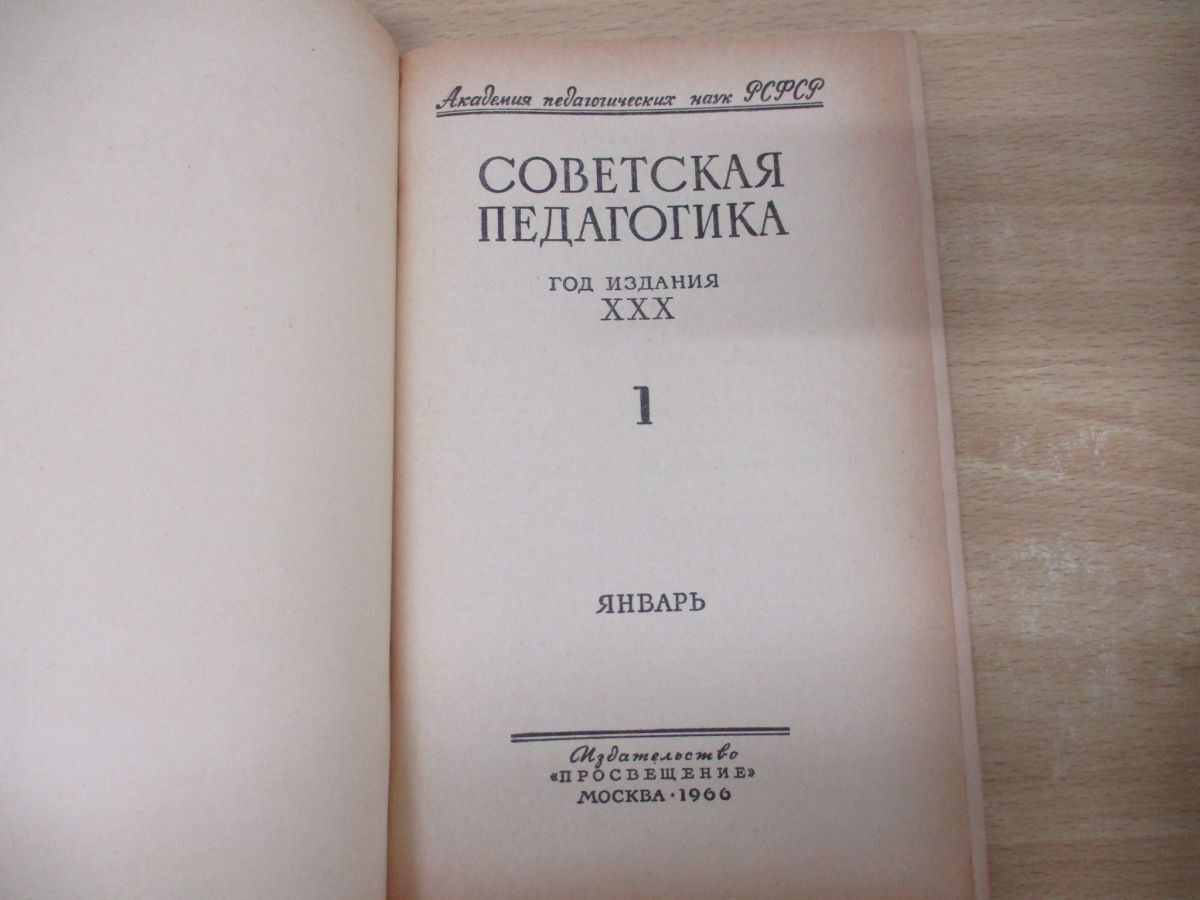 Академия педагогических наук РСФСР
СОВЕТСКАЯ
ПЕДАГОГИКА
ГОД ИЗДАНИЯ
XXX
1
ЯНВАРЬ
Издательство
«ПРОСВЕЩЕНИЕ»
МОСКВА · 1966